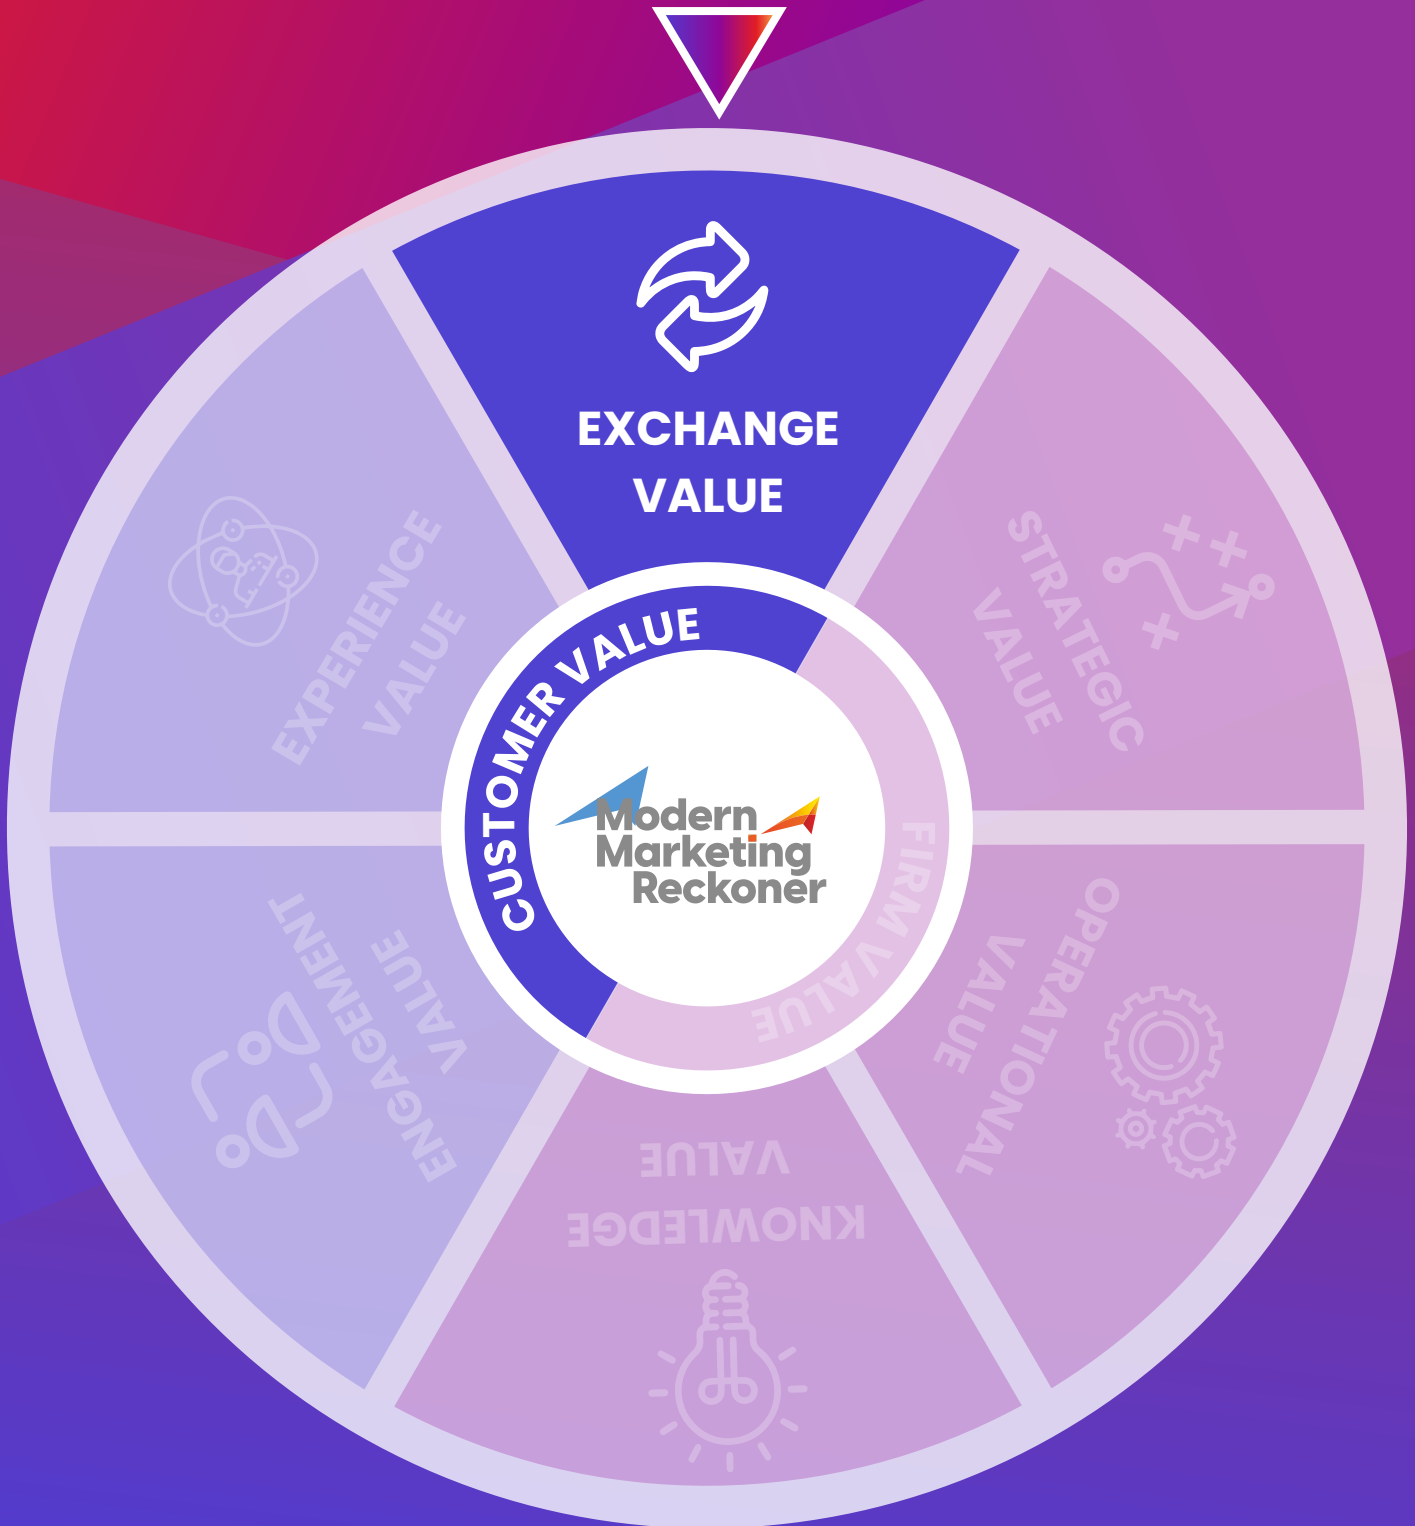 EXCHANGE
VALUE
STRATEGIC
VALUE
OPERATIONAL
VALUE
KNOWLEDGE
VALUE
ENGAGEMENT
VALUE
EXPERIENCE
VALUE
CUSTOMER VALUE
FIRM VALUE
Modern
Marketing
Reckoner